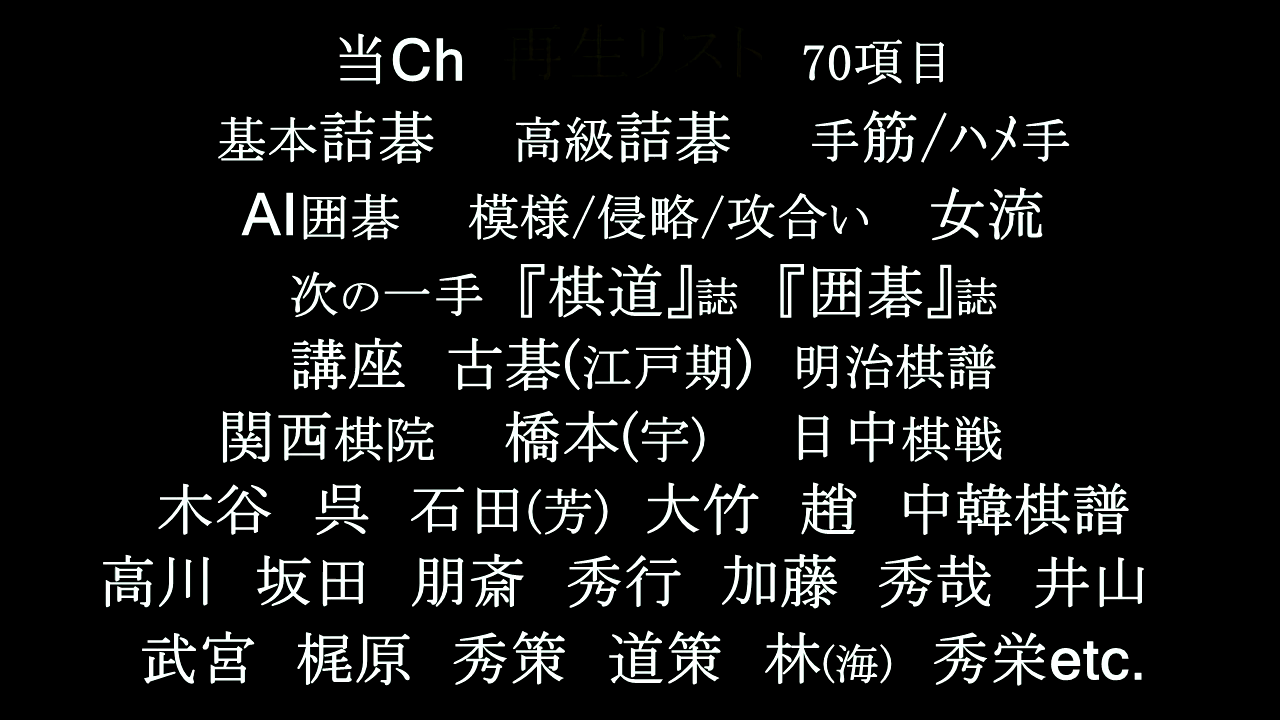 当Ch 再生リスト 70項目
基本詰碁 高級詰碁 手筋/ハメ手
AI囲碁 模様/侵略/攻合い 女流
次の一手 『棋道』誌 『囲碁』誌
講座 古碁(江戸期) 明治棋譜
関西棋院 橋本(宇) 日中棋戦
木谷 呉 石田(芳) 大竹 趙 中韓棋譜
高川 坂田 朋斎 秀行 加藤 秀哉 井山
武宮 梶原 秀策 道策 林(海) 秀栄etc.